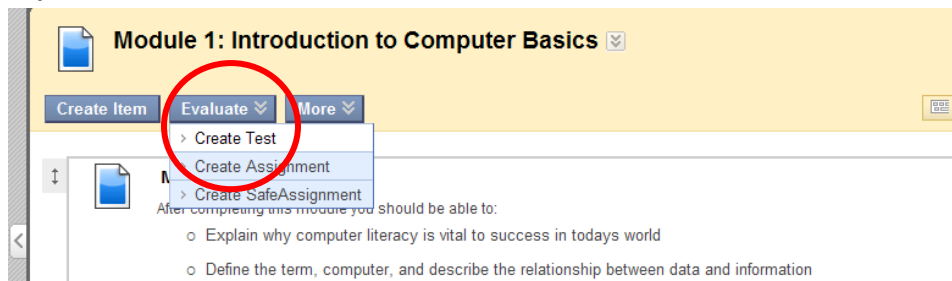 Module 1: Introduction to Computer Basics
Create Item Evaluate More
> Create Test
> Create Assignment
> Create SafeAssignment
After completing this module you should be able to:
o Explain why computer literacy is vital to success in todays world
o Define the term, computer, and describe the relationship between data and information